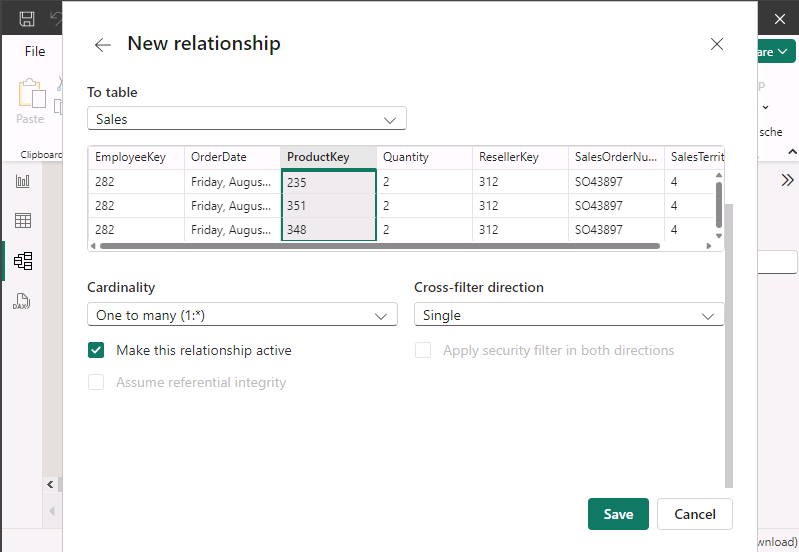 New relationship
File
are
Paste
Clipboard
sche
To table
Sales
EmployeeKey OrderDate ProductKey Quantity ResellerKey SalesOrderNu... SalesTerrit
282 Friday, Augus... 235 2 312 SO43897 4
282 Friday, Augus... 351 2 312 SO43897 4
282 Friday, Augus... 348 2 312 SO43897 4
Cardinality Cross-filter direction
One to many (1:*) Single
Make this relationship active Apply security filter in both directions
Assume referential integrity
DAX
Save Cancel
wnload)